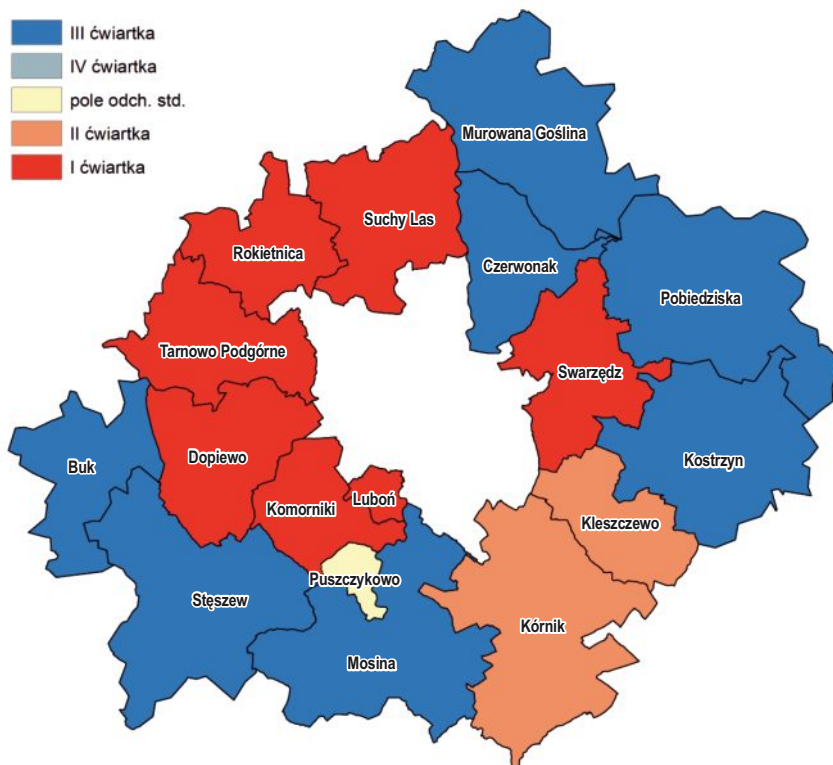 III ćwiartka
IV ćwiartka
pole odch. std.
II ćwiartka
I ćwiartka
Murowana Goślina
Suchy Las
Rokietnica
Czerwonak
Pobiedziska
Tarnowo Podgórne
Swarzędz
Dopiewo
Buk
Kostrzyn
Komorniki
Luboń
Kleszczewo
Puszczykowo
Stęszew
Kórnik
Mosina